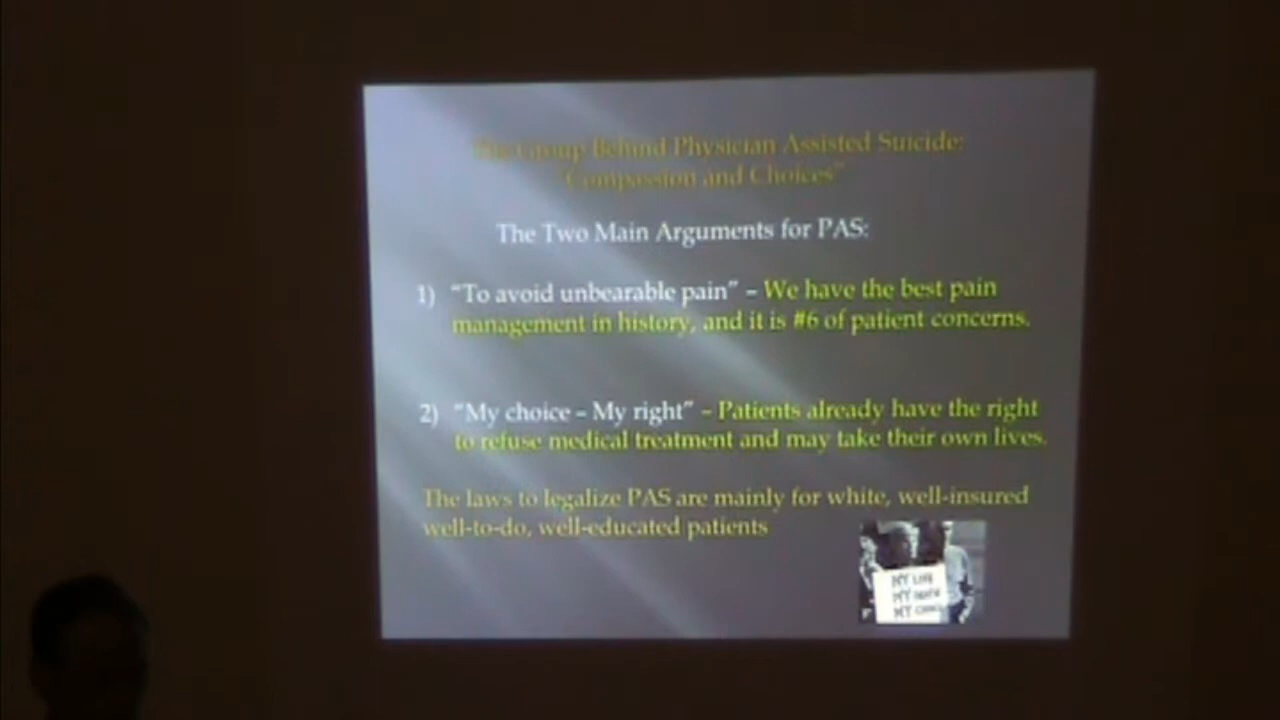 The Group Behind Physician Assisted Suicide:
"Compassion and Choices"
The Two Main Arguments for PAS:
1) "To avoid unbearable pain" – We have the best pain
management in history, and it is #6 of patient concerns.
2) "My choice – My right" – Patients already have the right
to refuse medical treatment and may take their own lives.
The laws to legalize PAS are mainly for white, well-insured
well-to-do, well-educated patients
MY LIFE
MY DEATH
MY CHOICE